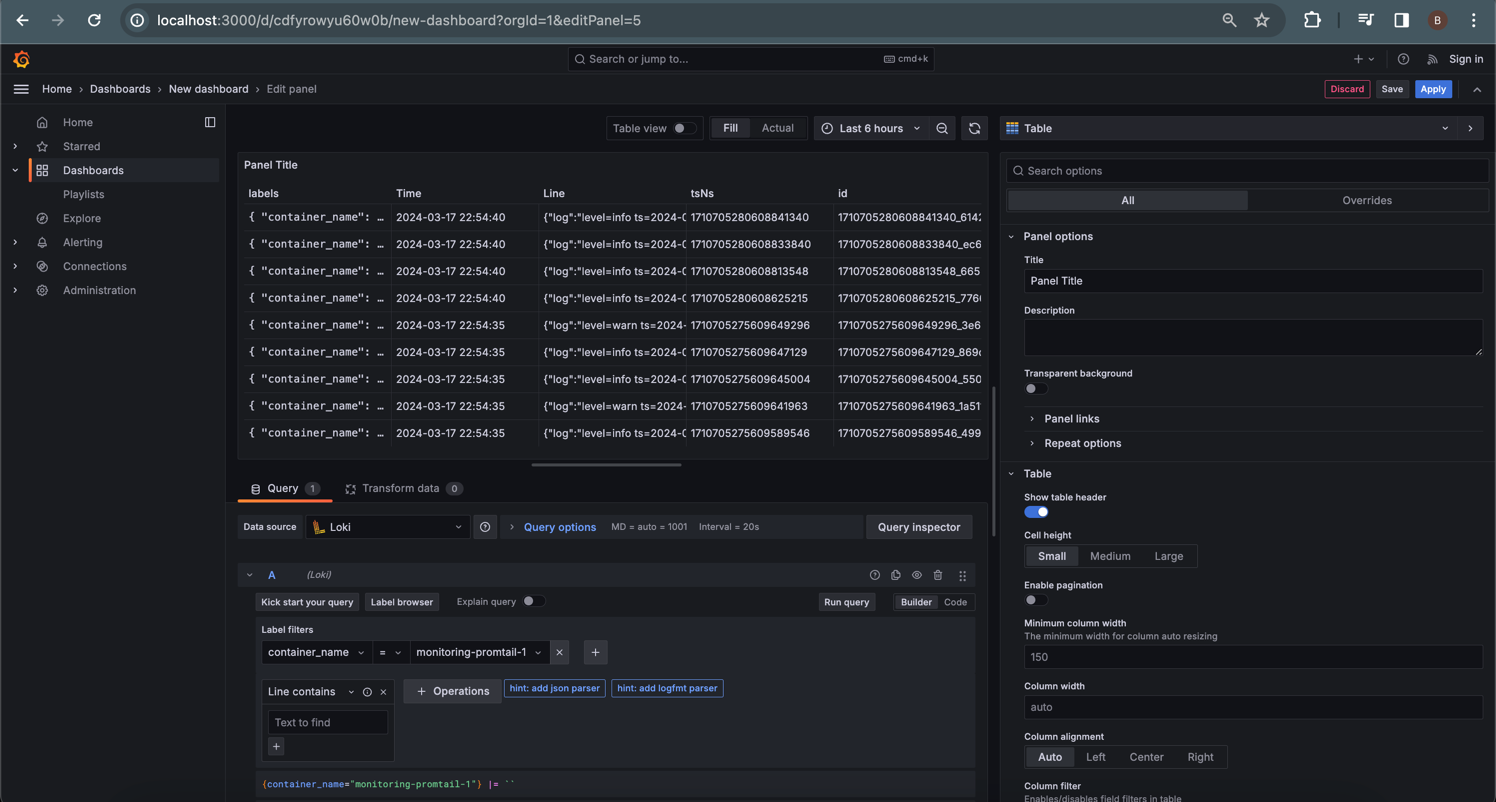 localhost:3000/d/cdfyrowyu60w0b/new-dashboard?orgId=1&editPanel=5
B
Search or jump to...
cmd+k
Sign in
Home › Dashboards › New dashboard › Edit panel
Discard
Save
Apply
Home
Starred
Dashboards
Playlists
Explore
Alerting
Connections
Administration
Table view
Fill
Actual
Last 6 hours
Panel Title
labels Time Line tsNs id
{ "container_name": … 2024-03-17 22:54:40 {"log":"level=info ts=2024-0 1710705280608841340 1710705280608841340_6142
{ "container_name": … 2024-03-17 22:54:40 {"log":"level=info ts=2024-0 1710705280608833840 1710705280608833840_ec6
{ "container_name": … 2024-03-17 22:54:40 {"log":"level=info ts=2024-0 1710705280608813548 1710705280608813548_665
{ "container_name": … 2024-03-17 22:54:40 {"log":"level=info ts=2024-0 1710705280608625215 1710705280608625215_776
{ "container_name": … 2024-03-17 22:54:35 {"log":"level=warn ts=2024- 1710705275609649296 1710705275609649296_3e6
{ "container_name": … 2024-03-17 22:54:35 {"log":"level=info ts=2024-0 1710705275609647129 1710705275609647129_869
{ "container_name": … 2024-03-17 22:54:35 {"log":"level=info ts=2024-0 1710705275609645004 1710705275609645004_550
{ "container_name": … 2024-03-17 22:54:35 {"log":"level=warn ts=2024- 1710705275609641963 1710705275609641963_1a51
{ "container_name": … 2024-03-17 22:54:35 {"log":"level=info ts=2024-0 1710705275609589546 1710705275609589546_499
Query 1
Transform data 0
Data source
Loki
Query options MD = auto = 1001 Interval = 20s
Query inspector
A (Loki)
Kick start your query
Label browser
Explain query
Run query
Builder
Code
Label filters
container_name = monitoring-promtail-1
Line contains
+ Operations
hint: add json parser
hint: add logfmt parser
Text to find
{container_name="monitoring-promtail-1"} |= ``
Table
Search options
All
Overrides
Panel options
Title
Panel Title
Description
Transparent background
Panel links
Repeat options
Table
Show table header
Cell height
Small Medium Large
Enable pagination
Minimum column width
The minimum width for column auto resizing
150
Column width
auto
Column alignment
Auto Left Center Right
Column filter
Enables/disables field filters in table